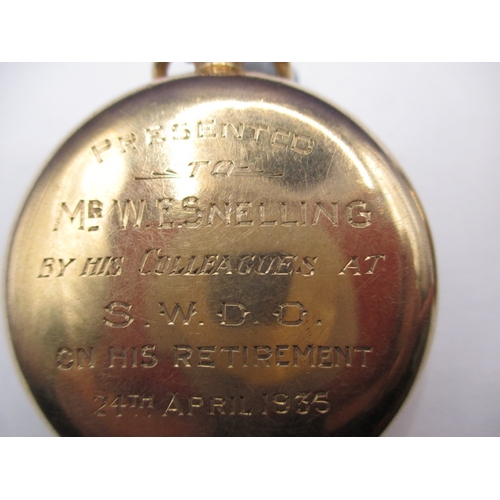 PRESENTED
TO
MR W.E. SNELLING
BY HIS COLLEAGUES AT
S.W.D.O.
ON HIS RETIREMENT
24TH APRIL 1935